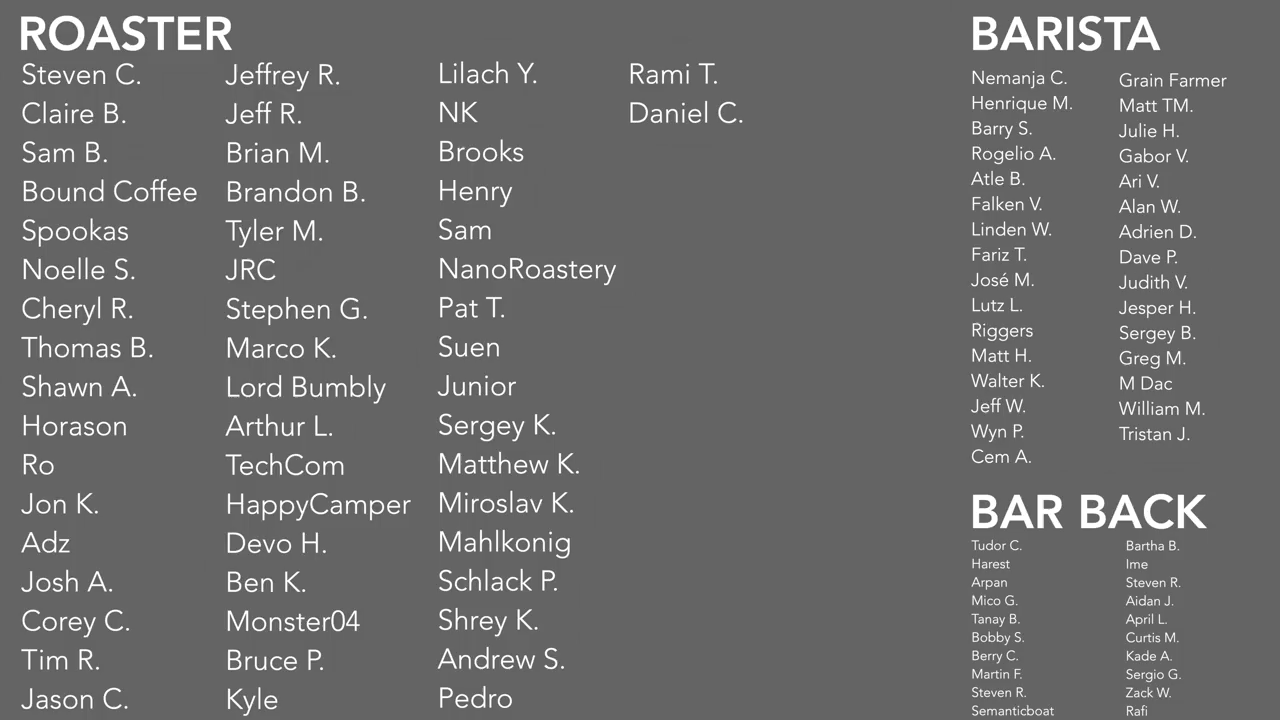 ROASTER
Steven C.
Claire B.
Sam B.
Bound Coffee
Spookas
Noelle S.
Cheryl R.
Thomas B.
Shawn A.
Horason
Ro
Jon K.
Adz
Josh A.
Corey C.
Tim R.
Jason C.
Jeffrey R.
Jeff R.
Brian M.
Brandon B.
Tyler M.
JRC
Stephen G.
Marco K.
Lord Bumbly
Arthur L.
TechCom
HappyCamper
Devo H.
Ben K.
Monster04
Bruce P.
Kyle
Lilach Y.
NK
Brooks
Henry
Sam
NanoRoastery
Pat T.
Suen
Junior
Sergey K.
Matthew K.
Miroslav K.
Mahlkonig
Schlack P.
Shrey K.
Andrew S.
Pedro
Rami T.
Daniel C.
BARISTA
Nemanja C.
Henrique M.
Barry S.
Rogelio A.
Atle B.
Falken V.
Linden W.
Fariz T.
José M.
Lutz L.
Riggers
Matt H.
Walter K.
Jeff W.
Wyn P.
Cem A.
Grain Farmer
Matt TM.
Julie H.
Gabor V.
Ari V.
Alan W.
Adrien D.
Dave P.
Judith V.
Jesper H.
Sergey B.
Greg M.
M Dac
William M.
Tristan J.
BAR BACK
Tudor C.
Harest
Arpan
Mico G.
Tanay B.
Bobby S.
Berry C.
Martin F.
Steven R.
Semanticboat
Bartha B.
Ime
Steven R.
Aidan J.
April L.
Curtis M.
Kade A.
Sergio G.
Zack W.
Rafi